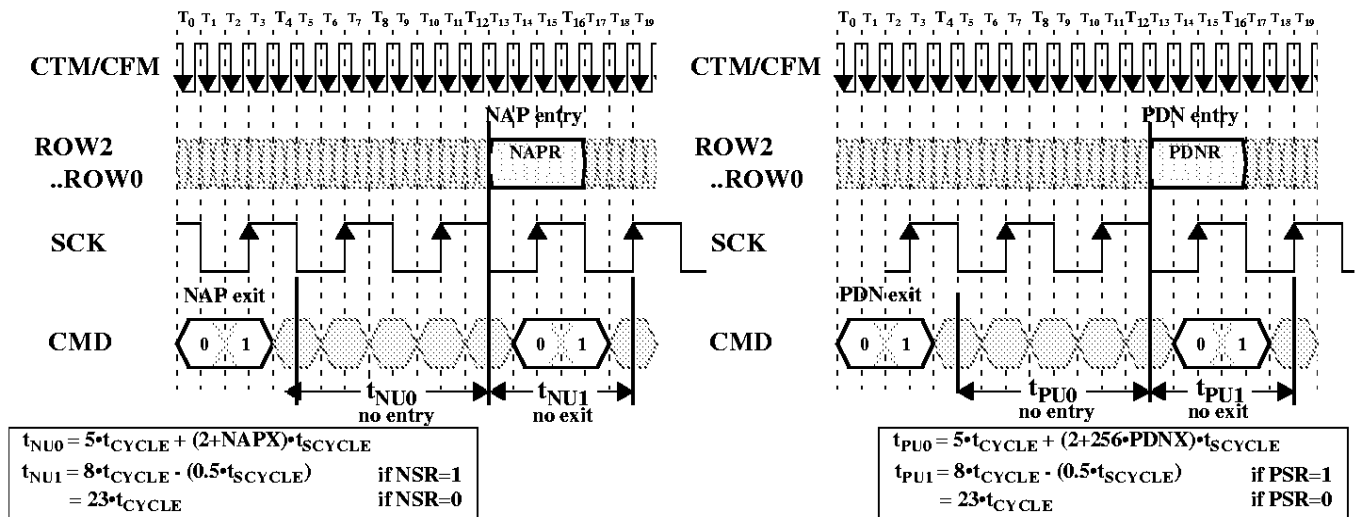 T0 T1 T2 T3 T4 T5 T6 T7 T8 T9 T10 T11 T12 T13 T14 T15 T16 T17 T18 T19
CTM/CFM
NAP entry
ROW2
..ROW0
NAPR
SCK
NAP exit
CMD
0 1
0 1
tNU0
no entry
tNU1
no exit
tNU0 = 5•tCYCLE + (2+NAPX)•tSCYCLE
tNU1 = 8•tCYCLE - (0.5•tSCYCLE) if NSR=1
= 23•tCYCLE if NSR=0
T0 T1 T2 T3 T4 T5 T6 T7 T8 T9 T10 T11 T12 T13 T14 T15 T16 T17 T18 T19
CTM/CFM
PDN entry
ROW2
..ROW0
PDNR
SCK
PDN exit
CMD
0 1
0 1
tPU0
no entry
tPU1
no exit
tPU0 = 5•tCYCLE + (2+256•PDNX)•tSCYCLE
tPU1 = 8•tCYCLE - (0.5•tSCYCLE) if PSR=1
= 23•tCYCLE if PSR=0